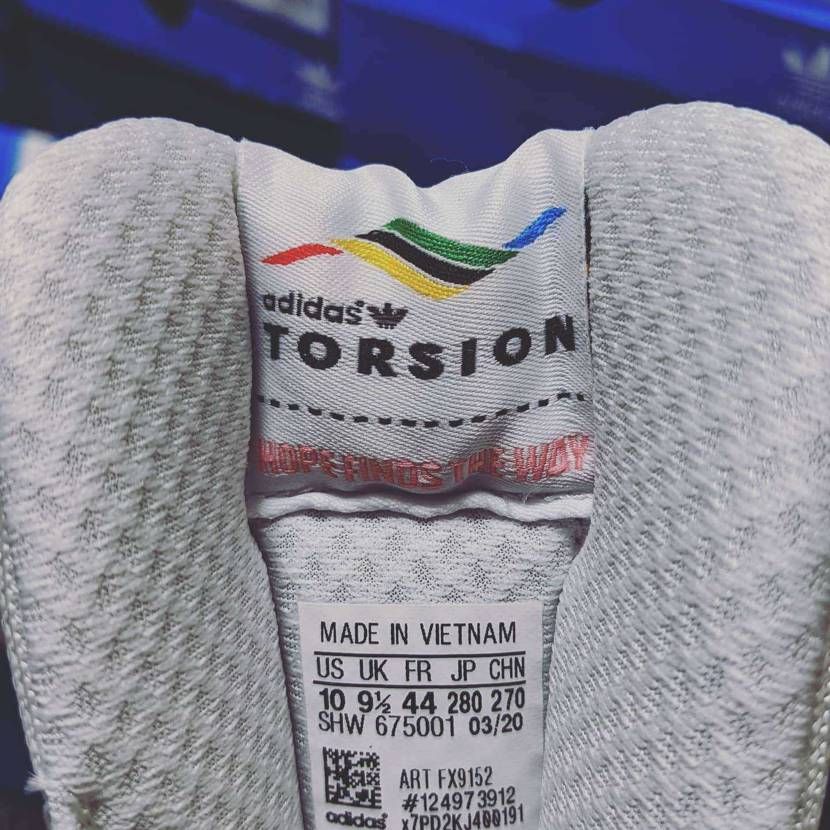 adidas
TORSION
HOPE FINDS THE WAY
MADE IN VIETNAM
US UK FR JP CHN
10 9½ 44 280 270
SHW 675001 03/20
ART FX9152
#124973912
adidas x7PD2KJ400191